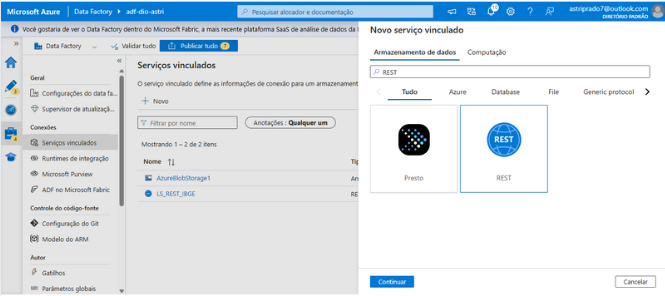 Microsoft Azure | Data Factory > adf-dio-astri
Pesquisar alocador e documentação
astriprado7@outlook.com
DIRETÓRIO PADRÃO
Você gostaria de ver o Data Factory dentro do Microsoft Fabric, a mais recente plataforma SaaS de análise de dados da
Data Factory
Validar tudo
Publicar tudo 2
Geral
Configurações do data fa...
Supervisor de atualizaçã...
Conexões
Serviços vinculados
Runtimes de integração
Microsoft Purview
ADF no Microsoft Fabric
Controle do código-fonte
Configuração do Git
Modelo do ARM
Autor
Gatilhos
Parâmetros globais
Serviços vinculados
O serviço vinculado define as informações de conexão para um armazenament
Novo
Filtrar por nome
Anotações : Qualquer um
Mostrando 1 – 2 de 2 itens
Nome
AzureBlobStorage1
LS_REST_IBGE
RE
Novo serviço vinculado
Armazenamento de dados
Computação
REST
Tudo
Azure
Database
File
Generic protocol
Presto
REST
REST
Continuar
Cancelar